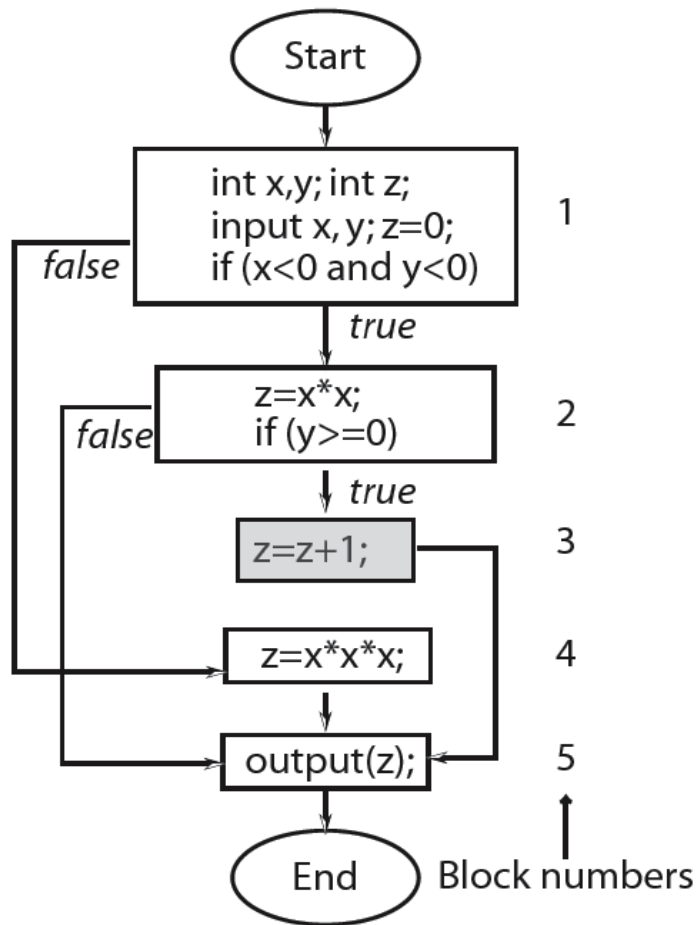 Start
int x,y; int z;
input x, y; z=0;
if (x<0 and y<0)
1
false
true
z=x*x;
if (y>=0)
2
false
true
z=z+1;
3
z=x*x*x;
4
output(z);
5
End
Block numbers